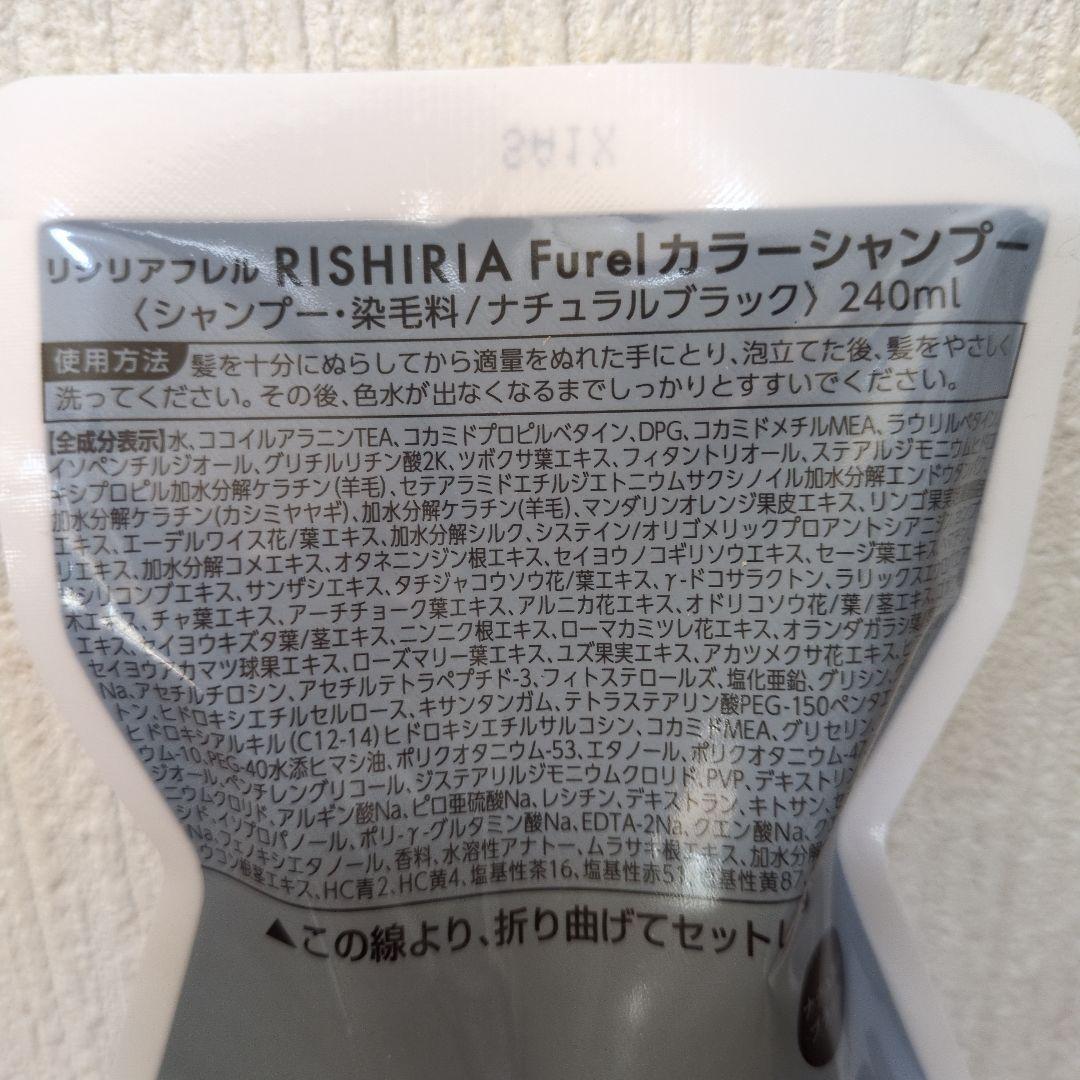 SA1X
リシリアフレル RISHIRIA Furelカラーシャンプー
〈シャンプー・染毛料/ナチュラルブラック〉 240ml
使用方法 髪を十分にぬらしてから適量をぬれた手にとり、泡立てた後、髪をやさしく
洗ってください。その後、色水が出なくなるまでしっかりとすすいでください。
【全成分表示】水、ココイルアラニンTEA、コカミドプロピルベタイン、DPG、コカミドメチルMEA、ラウリルベタイン
イソペンチルジオール、グリチルリチン酸2K、ツボクサ葉エキス、フィタントリオール、ステアルジモニウムヒドロ
キシプロピル加水分解ケラチン(羊毛)、セテアラミドエチルジエトニウムサクシノイル加水分解エンドウタンパク
加水分解ケラチン(カシミヤヤギ)、加水分解ケラチン(羊毛)、マンダリンオレンジ果皮エキス、リンゴ果実
エキス、エーデルワイス花/葉エキス、加水分解シルク、システイン/オリゴメリックプロアントシアニ
リエキス、加水分解コメエキス、オタネニンジン根エキス、セイヨウノコギリソウエキス、セージ葉エキス
リシリコンブエキス、サンザシエキス、タチジャコウソウ花/葉エキス、γ-ドコサラクトン、ラリックス
木エキス、チャ葉エキス、アーチチョーク葉エキス、アルニカ花エキス、オドリコソウ花/葉/茎エキス
エキス、セイヨウキズタ葉/茎エキス、ニンニク根エキス、ローマカミツレ花エキス、オランダガラシ葉
セイヨウアカマツ球果エキス、ローズマリー葉エキス、ユズ果実エキス、アカツメクサ花エキス、
Na、アセチルチロシン、アセチルテトラペプチド-3、フィトステロールズ、塩化亜鉛、グリシン、
トン、ヒドロキシエチルセルロース、キサンタンガム、テトラステアリン酸PEG-150ペンタエ
ヒドロキシアルキル(C12-14)ヒドロキシエチルサルコシン、コカミドMEA、グリセリン
ウム-10、PEG-40水添ヒマシ油、ポリクオタニウム-53、エタノール、ポリクオタニウム-47
ジオール、ペンチレングリコール、ジステアリルジモニウムクロリド、PVP、デキストリン
ニウムクロリド、アルギン酸Na、ピロ亜硫酸Na、レシチン、デキストラン、キトサン、
シド、イソプロパノール、ポリ-γ-グルタミン酸Na、EDTA-2Na、クエン酸Na、ク
Na、フェノキシエタノール、香料、水溶性アナトー、ムラサキ根エキス、加水分解
ウコン根茎エキス、HC青2、HC黄4、塩基性茶16、塩基性赤51、塩基性黄87
▲この線より、折り曲げてセット